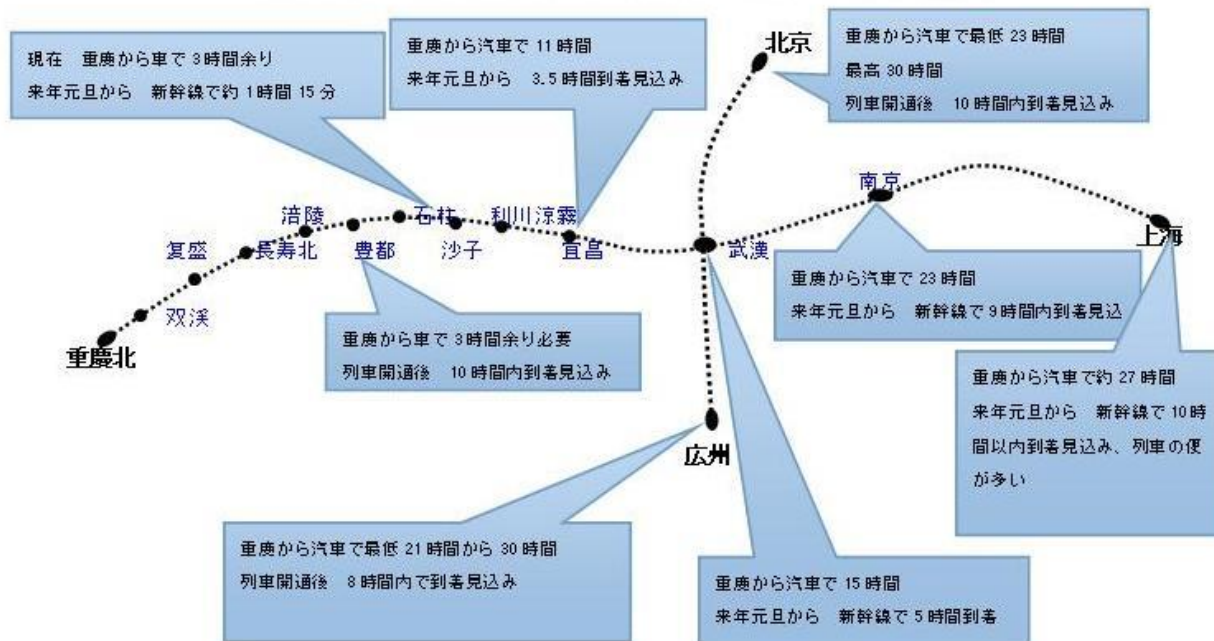 現在　重慶から車で3時間余り
来年元旦から　新幹線で約1時間15分
重慶から汽車で11時間
来年元旦から　3.5時間到着見込み
北京
重慶から汽車で最低23時間
最高30時間
列車開通後　10時間内到着見込み
南京
涪陵
石柱
利川涼霧
上海
复盛
長寿北
豊都
沙子
宜昌
武漢
双溪
重慶北
重慶から汽車で23時間
来年元旦から　新幹線で9時間内到着見込
重慶から車で3時間余り必要
列車開通後　10時間内到着見込み
重慶から汽車で約27時間
来年元旦から　新幹線で10時
間以内到着見込み、列車の便
が多い
広州
重慶から汽車で最低21時間から30時間
列車開通後　8時間内で到着見込み
重慶から汽車で15時間
来年元旦から　新幹線で5時間到着